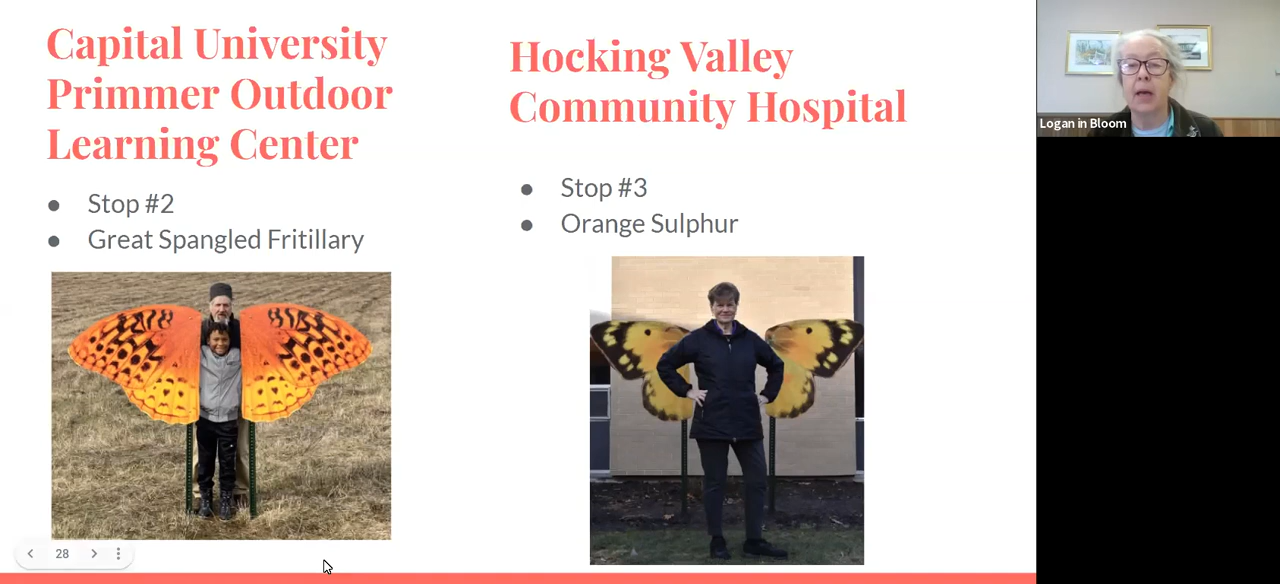 Capital University
Primmer Outdoor
Learning Center
● Stop #2
● Great Spangled Fritillary
Hocking Valley
Community Hospital
● Stop #3
● Orange Sulphur
Logan in Bloom
28